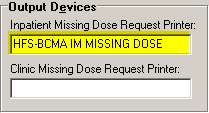 Output Devices
Inpatient Missing Dose Request Printer:
HFS-BCMA IM MISSING DOSE
Clinic Missing Dose Request Printer: